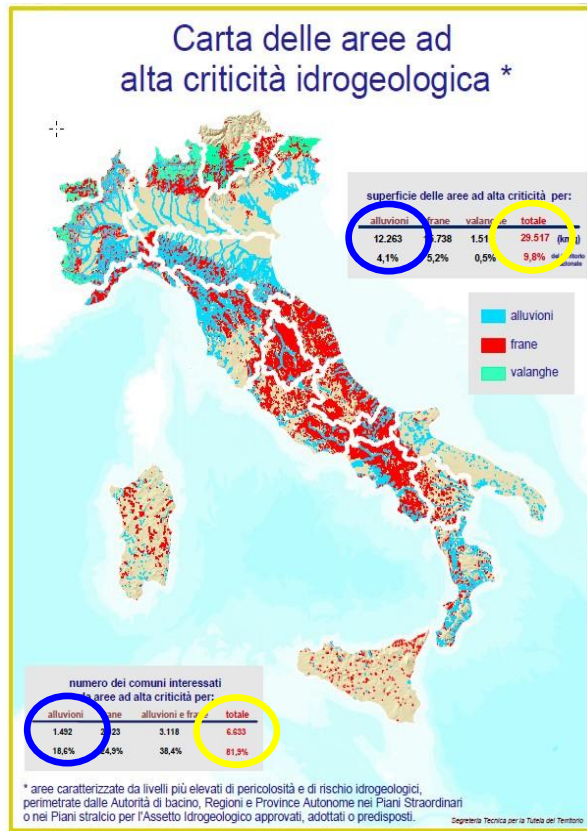 Carta delle aree ad
alta criticità idrogeologica *
superficie delle aree ad alta criticità per:
alluvioni frane valanghe totale
12.263 29.517 (kmq)
4,1% 5,2% 0,5% 9,8%
alluvioni
frane
valanghe
numero dei comuni interessati
da aree ad alta criticità per:
alluvioni alluvioni e frane totale
1.492 3.118 6.633
18,6% 24,9% 38,4% 81,9%
* aree caratterizzate da livelli più elevati di pericolosità e di rischio idrogeologici,
perimetrate dalle Autorità di bacino, Regioni e Province Autonome nei Piani Straordinari
o nei Piani stralcio per l'Assetto Idrogeologico approvati, adottati o predisposti.
Segreteria Tecnica per la Tutela del Territorio